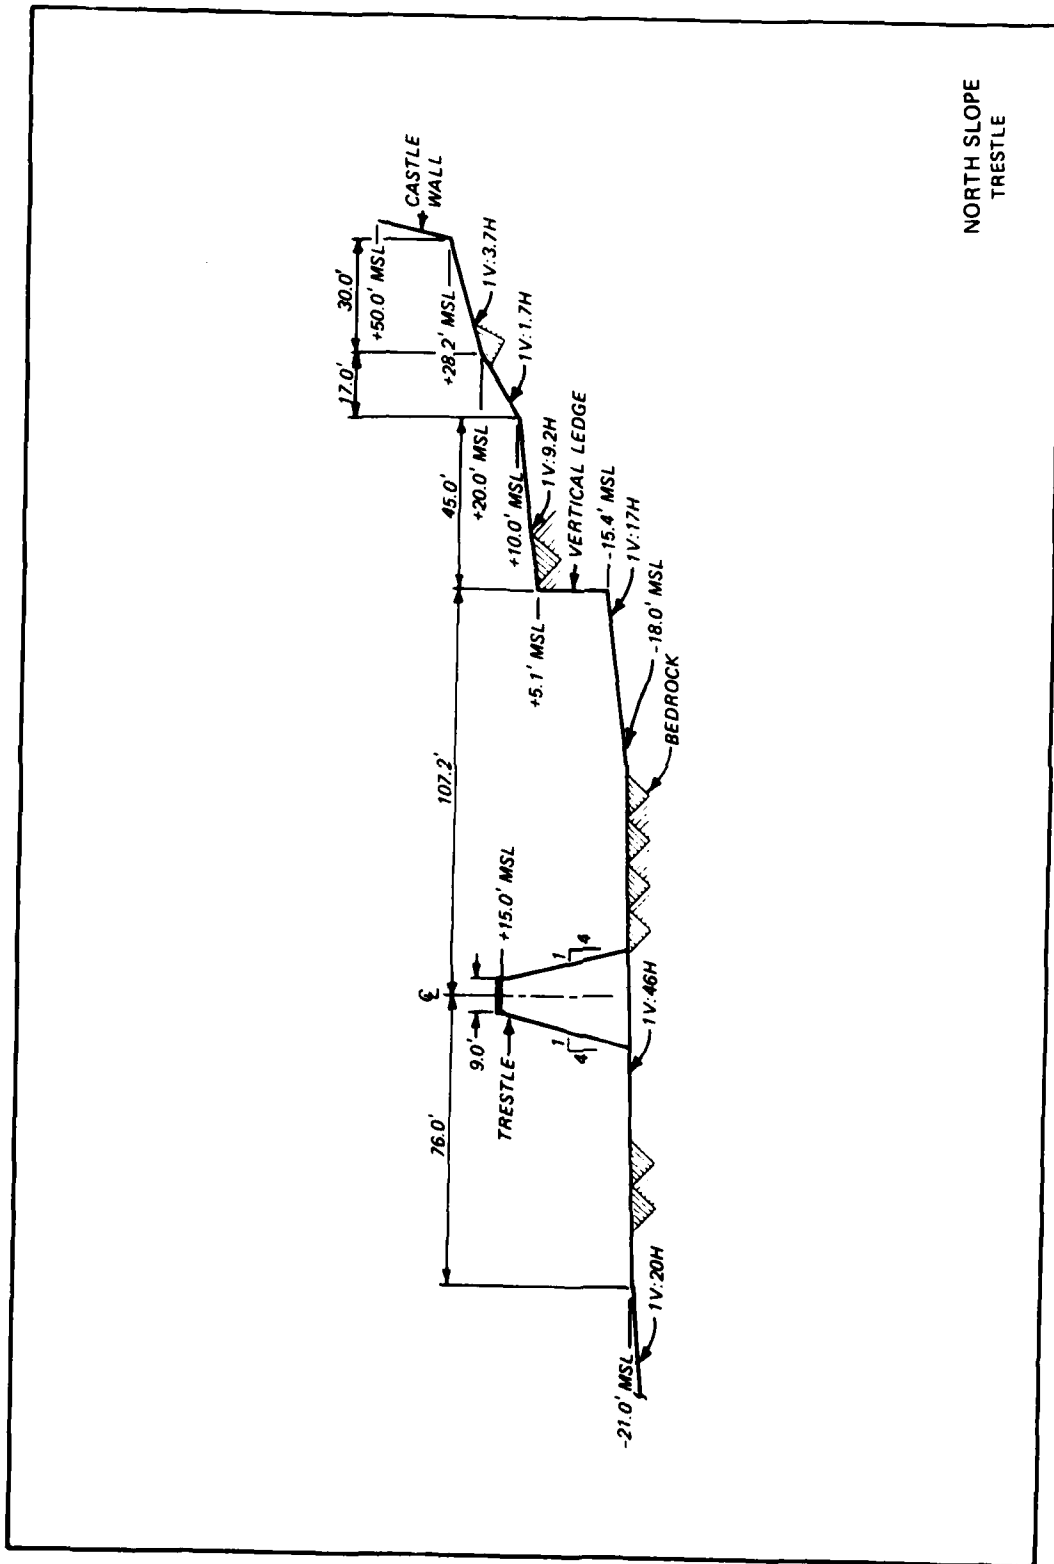 17.0'
30.0'
+50.0' MSL
CASTLE
WALL
+28.2' MSL
1V:3.7H
+20.0' MSL
1V:1.7H
45.0'
+10.0' MSL
1V:9.2H
VERTICAL LEDGE
+5.1' MSL
-15.4' MSL
1V:17H
-18.0' MSL
BEDROCK
76.0'
107.2'
℄
9.0'
+15.0' MSL
TRESTLE
1
4
1
4
1V:46H
-21.0' MSL
1V:20H
NORTH SLOPE
TRESTLE